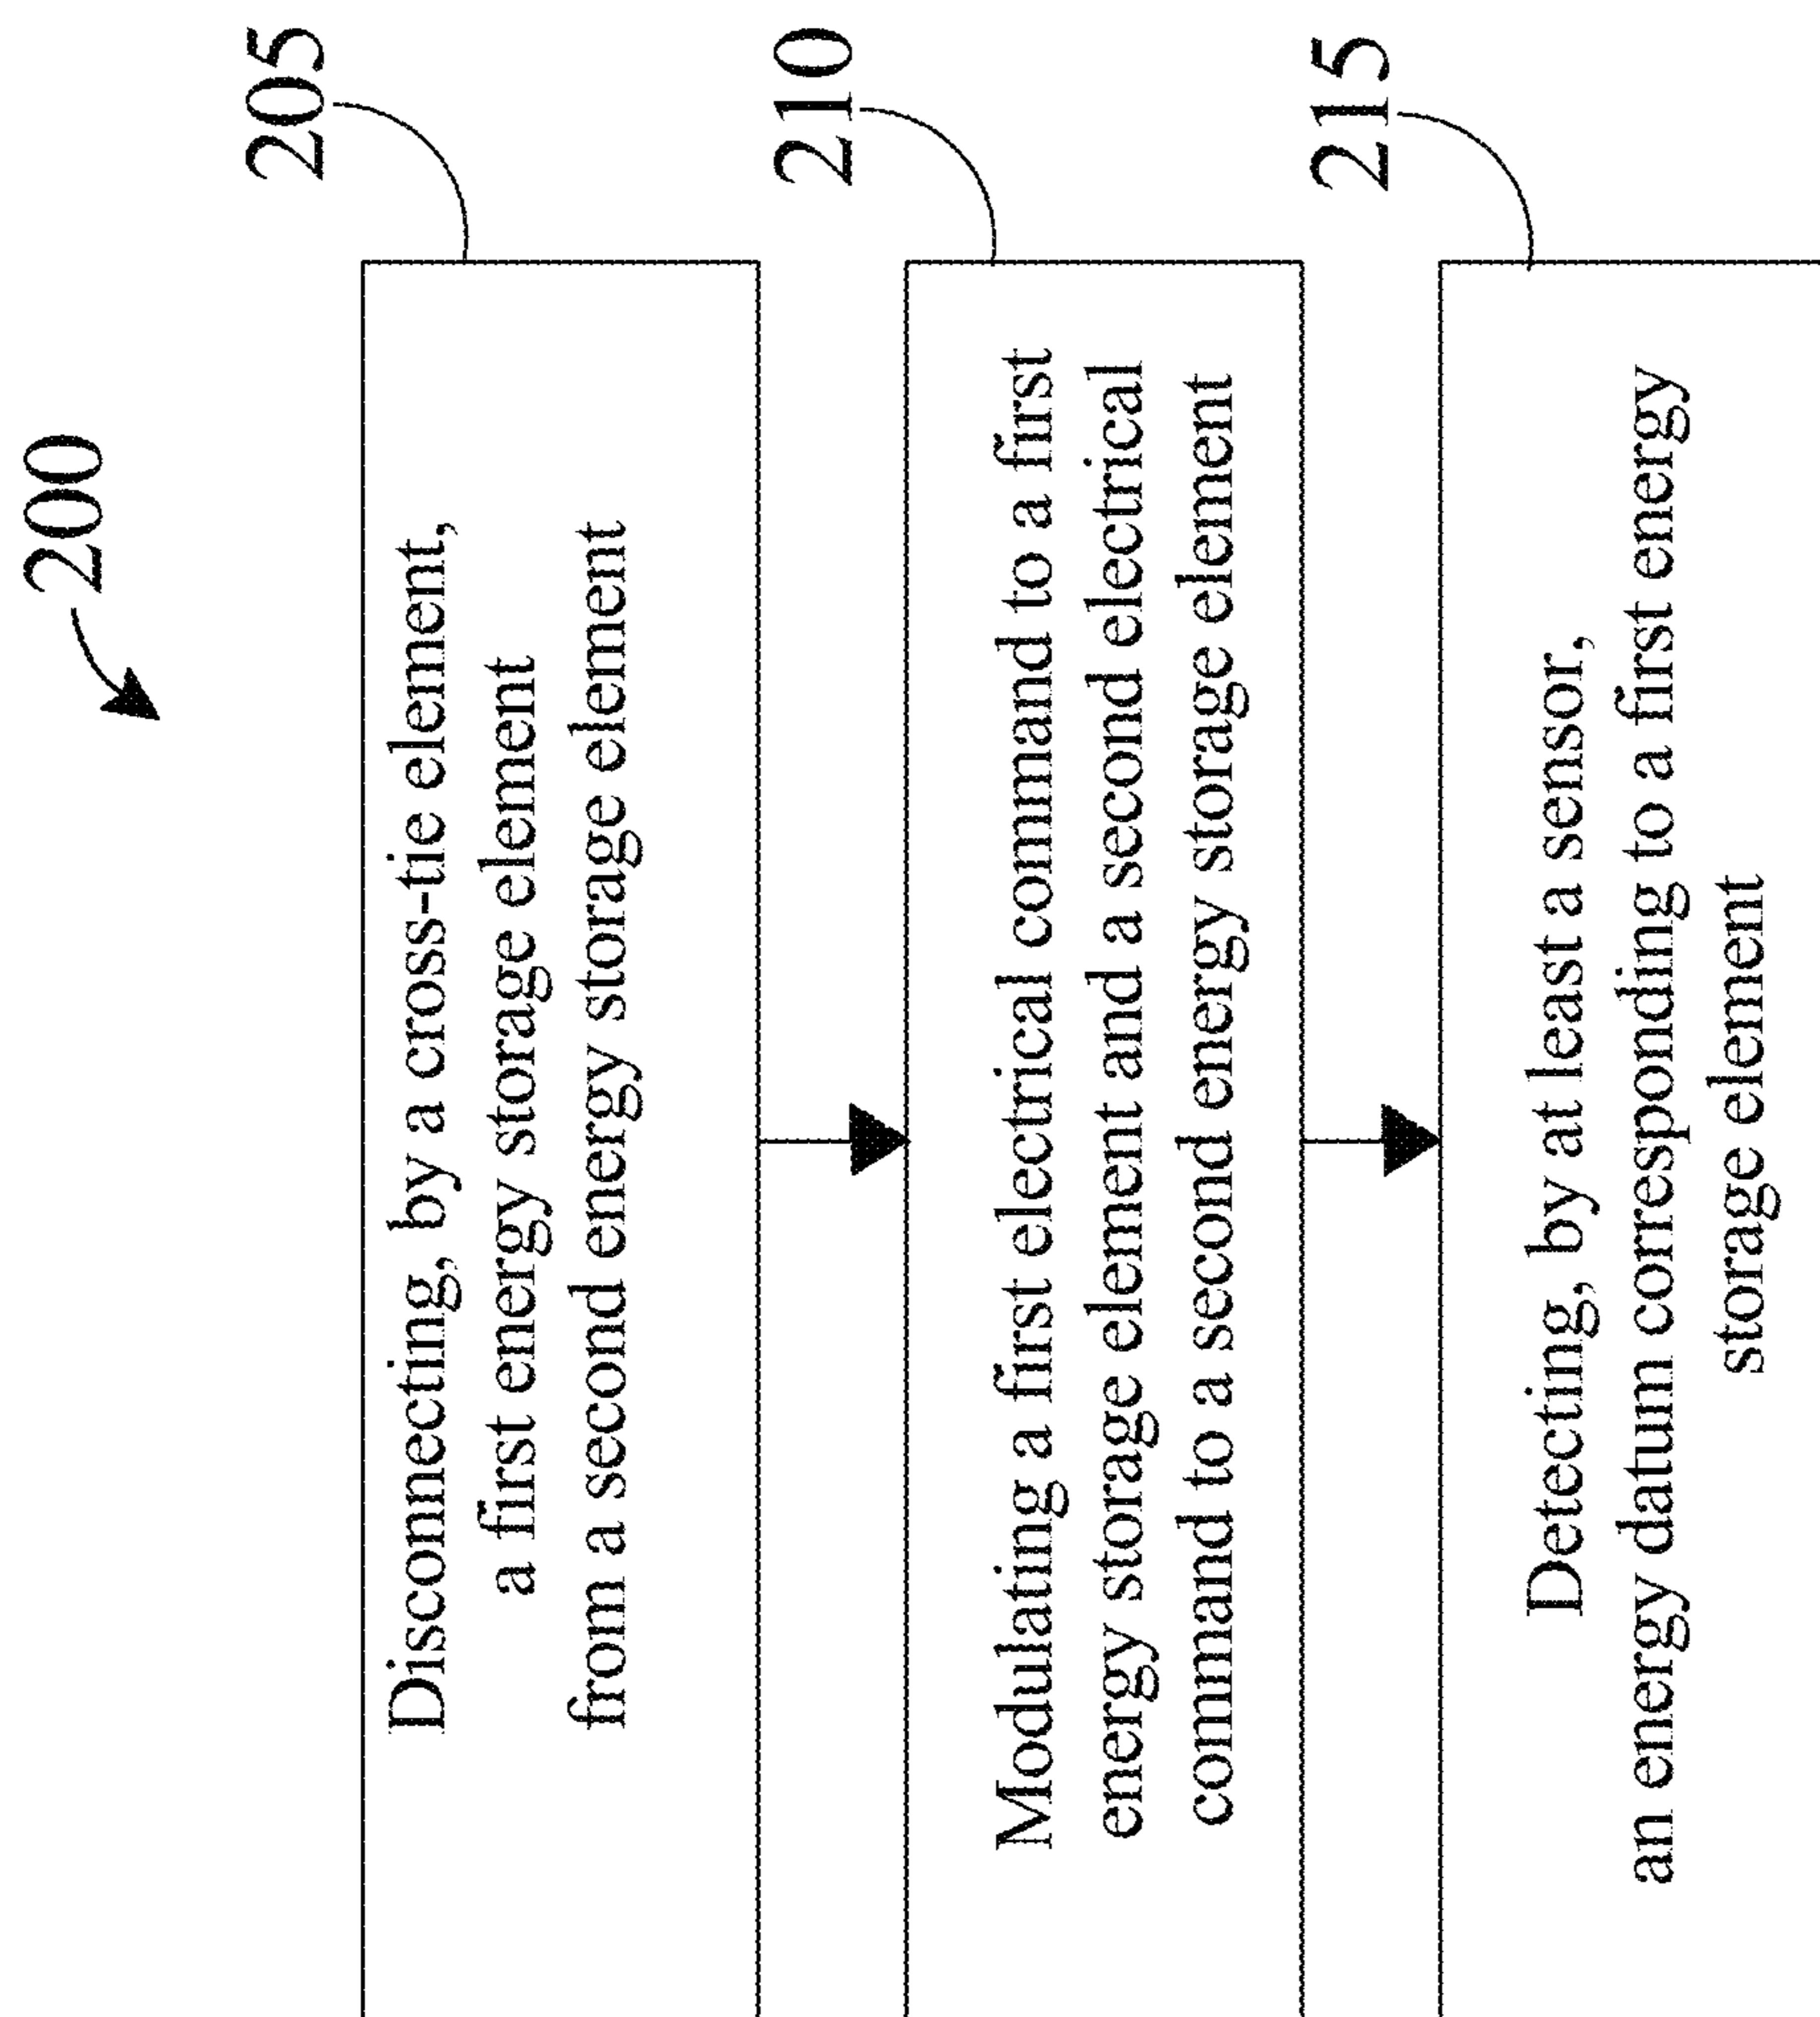 200
205
Disconnecting, by a cross-tie element,
a first energy storage element
from a second energy storage element
210
Modulating a first electrical command to a first
energy storage element and a second electrical
command to a second energy storage element
215
Detecting, by at least a sensor,
an energy datum corresponding to a first energy
storage element